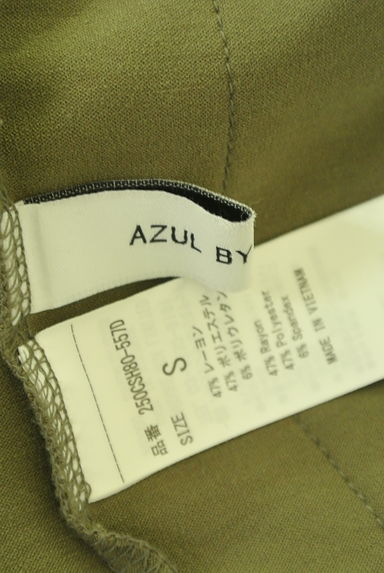 AZUL BY
品番 250CSH80-557D
SIZE S
47% レーヨン
47% ポリエステル
6% ポリウレタン
47% Rayon
47% Polyester
6% Spandex
MADE IN VIETNAM